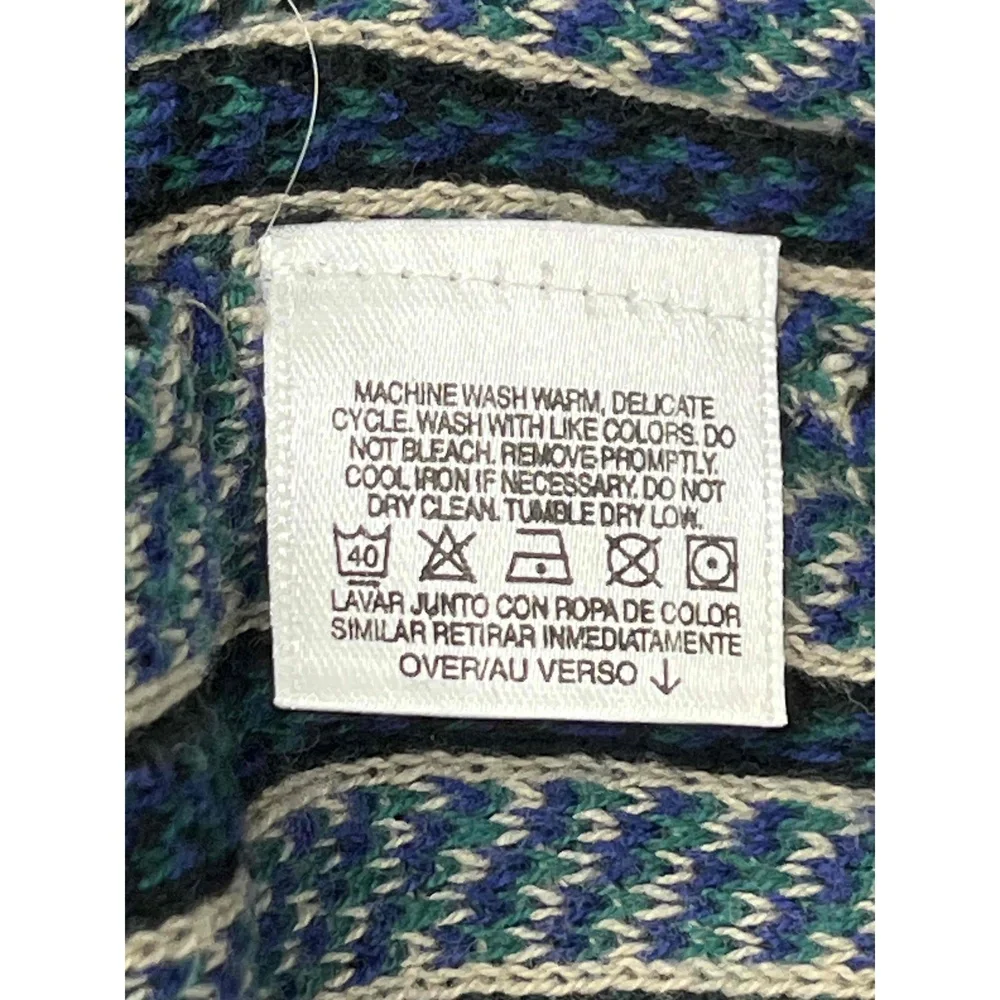 MACHINE WASH WARM, DELICATE
CYCLE. WASH WITH LIKE COLORS. DO
NOT BLEACH. REMOVE PROMPTLY.
COOL IRON IF NECESSARY. DO NOT
DRY CLEAN. TUMBLE DRY LOW.
40
LAVAR JUNTO CON ROPA DE COLOR
SIMILAR RETIRAR INMEDIATAMENTE
OVER/AU VERSO ↓